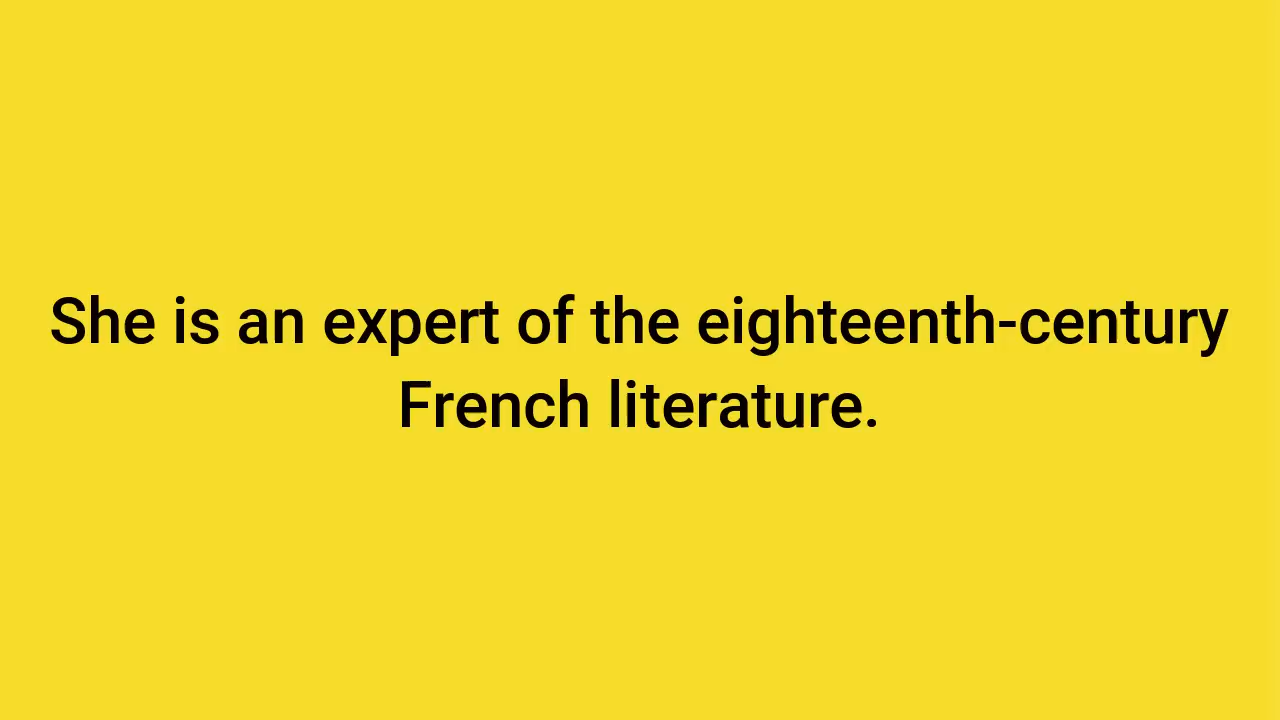 She is an expert of the eighteenth-century
French literature.